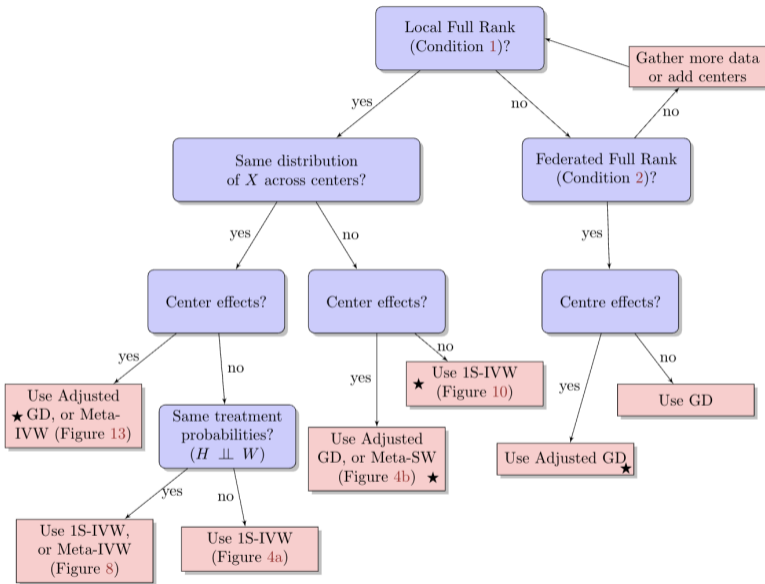 Local Full Rank
(Condition 1)?
Gather more data
or add centers
yes
no
no
Same distribution
of X across centers?
Federated Full Rank
(Condition 2)?
yes
no
yes
Center effects?
Center effects?
Centre effects?
yes
no
yes
no
yes
no
Use Adjusted
★ GD, or Meta-
IVW (Figure 13)
Same treatment
probabilities?
(H ⫫ W)
★ Use 1S-IVW
(Figure 10)
Use GD
Use Adjusted
GD, or Meta-SW
(Figure 4b) ★
Use Adjusted GD ★
yes
no
Use 1S-IVW,
or Meta-IVW
(Figure 8)
Use 1S-IVW
(Figure 4a)